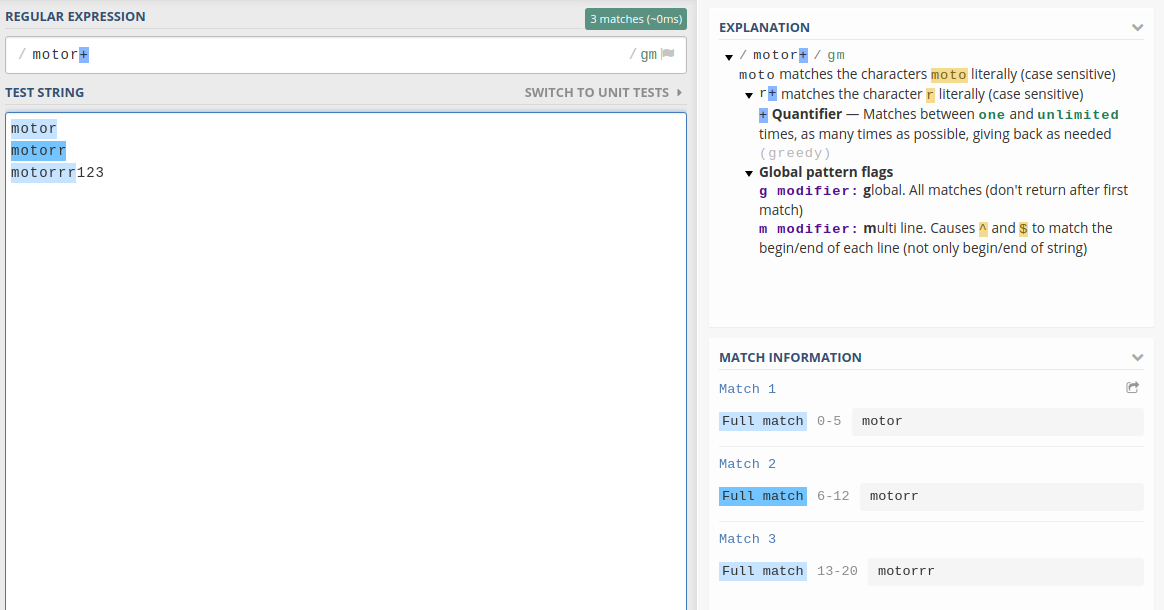 REGULAR EXPRESSION
3 matches (~0ms)
/ motor+ / gm
TEST STRING
SWITCH TO UNIT TESTS
motor
motorr
motorrr123
EXPLANATION
/ motor+ / gm
moto matches the characters moto literally (case sensitive)
r+ matches the character r literally (case sensitive)
+ Quantifier — Matches between one and unlimited
times, as many times as possible, giving back as needed
(greedy)
Global pattern flags
g modifier: global. All matches (don't return after first
match)
m modifier: multi line. Causes ^ and $ to match the
begin/end of each line (not only begin/end of string)
MATCH INFORMATION
Match 1
Full match 0-5 motor
Match 2
Full match 6-12 motorr
Match 3
Full match 13-20 motorrr